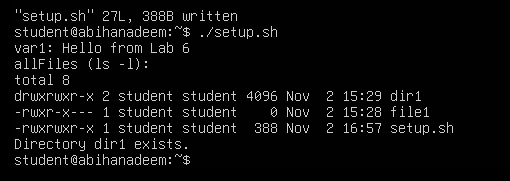 "setup.sh" 27L, 388B written
student@abihanadeem:~$ ./setup.sh
var1: Hello from Lab 6
allFiles (ls -l):
total 8
drwxrwxr-x 2 student student 4096 Nov  2 15:29 dir1
-rwxr-x--- 1 student student    0 Nov  2 15:28 file1
-rwxrwxr-x 1 student student  388 Nov  2 16:57 setup.sh
Directory dir1 exists.
student@abihanadeem:~$